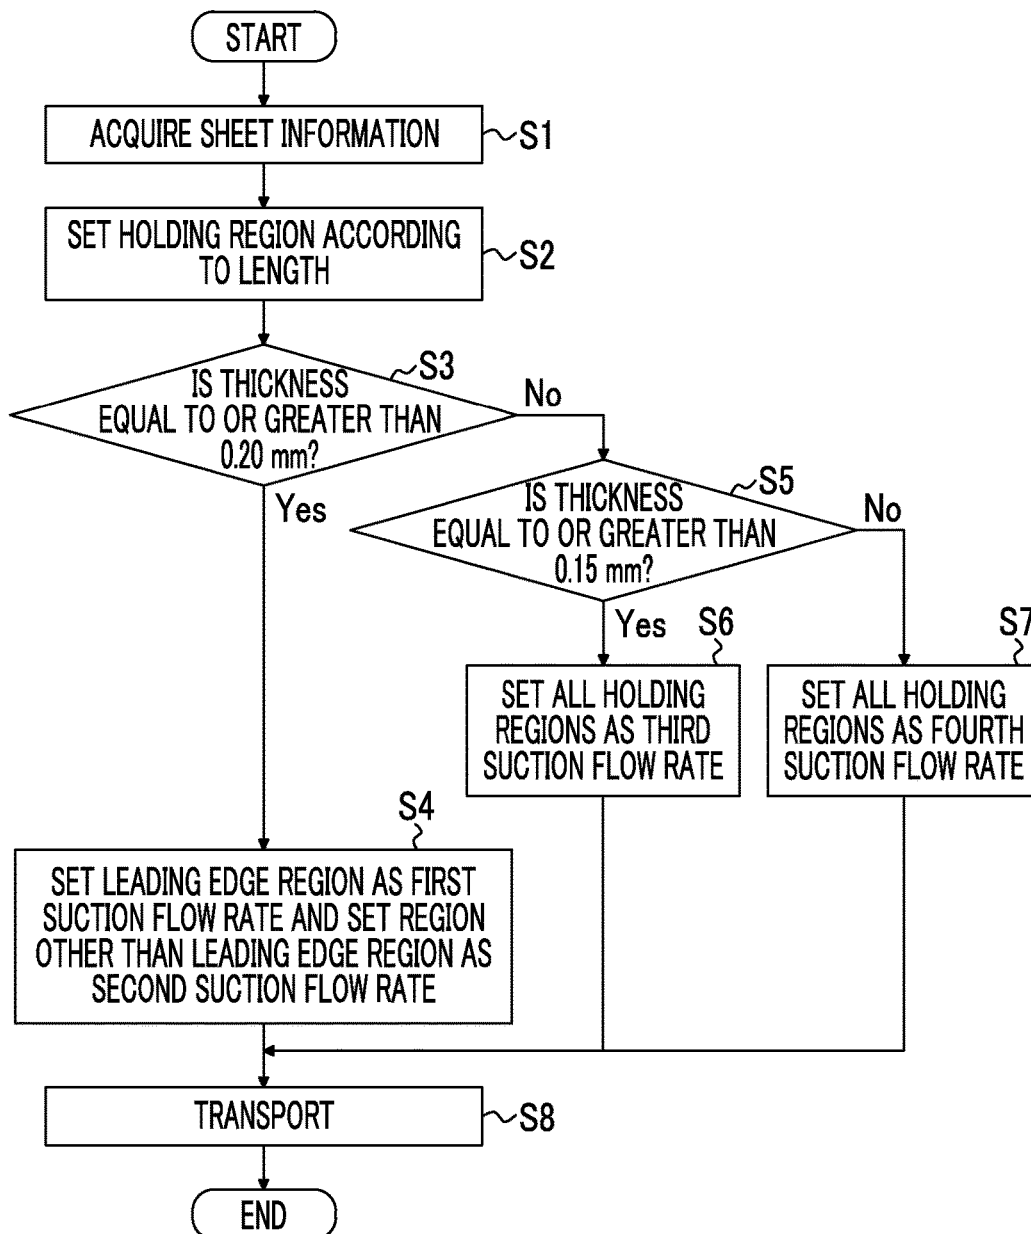 START
ACQUIRE SHEET INFORMATION
S1
SET HOLDING REGION ACCORDING
TO LENGTH
S2
S3
IS THICKNESS
EQUAL TO OR GREATER THAN
0.20 mm?
No
Yes
S5
IS THICKNESS
EQUAL TO OR GREATER THAN
0.15 mm?
No
Yes
S6
SET ALL HOLDING
REGIONS AS THIRD
SUCTION FLOW RATE
S7
SET ALL HOLDING
REGIONS AS FOURTH
SUCTION FLOW RATE
S4
SET LEADING EDGE REGION AS FIRST
SUCTION FLOW RATE AND SET REGION
OTHER THAN LEADING EDGE REGION AS
SECOND SUCTION FLOW RATE
TRANSPORT
S8
END